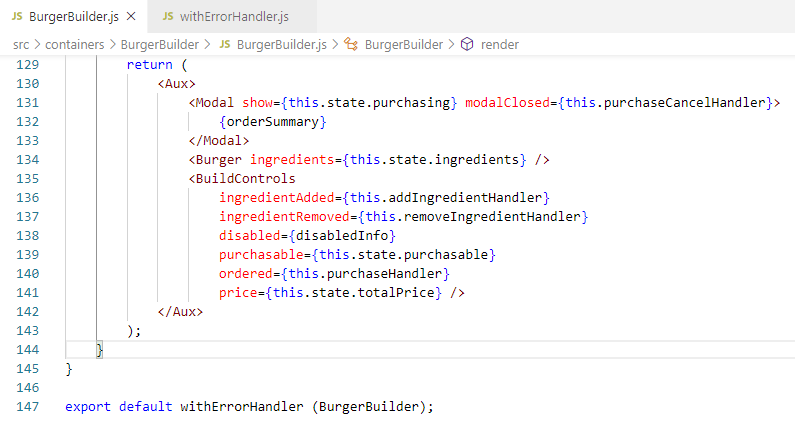 JS BurgerBuilder.js × JS withErrorHandler.js
src > containers > BurgerBuilder > JS BurgerBuilder.js > BurgerBuilder > render
129 return (
130 <Aux>
131 <Modal show={this.state.purchasing} modalClosed={this.purchaseCancelHandler}>
132 {orderSummary}
133 </Modal>
134 <Burger ingredients={this.state.ingredients} />
135 <BuildControls
136 ingredientAdded={this.addIngredientHandler}
137 ingredientRemoved={this.removeIngredientHandler}
138 disabled={disabledInfo}
139 purchasable={this.state.purchasable}
140 ordered={this.purchaseHandler}
141 price={this.state.totalPrice} />
142 </Aux>
143 );
144 }
145 }
146
147 export default withErrorHandler (BurgerBuilder);